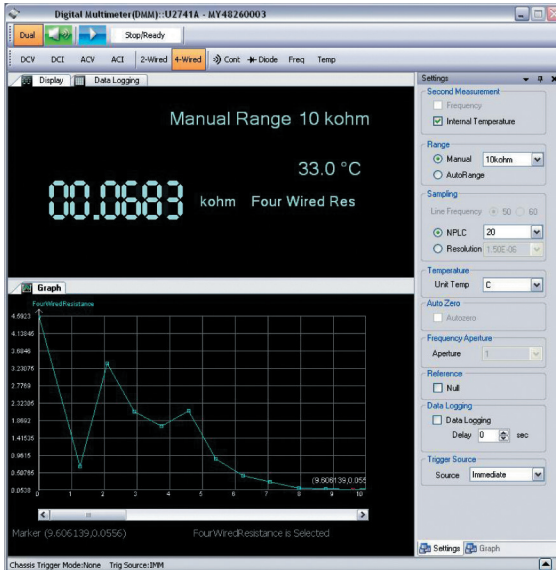 Digital Multimeter(DMM)::U2741A - MY48260003
Dual Stop/Ready
DCV DCI ACV ACI 2-Wired 4-Wired Cont Diode Freq Temp
Display Data Logging
Manual Range 10 kohm
33.0 °C
00.0683 kohm Four Wired Res
Graph
FourWiredResistance
4.5923
4.13846
3.6846
3.23076
2.7769
2.32306
1.8692
1.41536
0.9615
0.50766
0.0538
0 1 2 3 4 5 6 7 8 9 10
(9.606139,0.055
Marker (9.606139,0.0556) FourWiredResistance is Selected
Settings
Second Measurement
Frequency
Internal Temperature
Range
Manual 10kohm
AutoRange
Sampling
Line Frequency 50 60
NPLC 20
Resolution 1.50E-06
Temperature
Unit Temp C
Auto Zero
Autozero
Frequency Aperture
Aperture 1
Reference
Null
Data Logging
Data Logging
Delay 0 sec
Trigger Source
Source Immediate
Settings Graph
Chassis Trigger Mode:None Trig Source:IMM